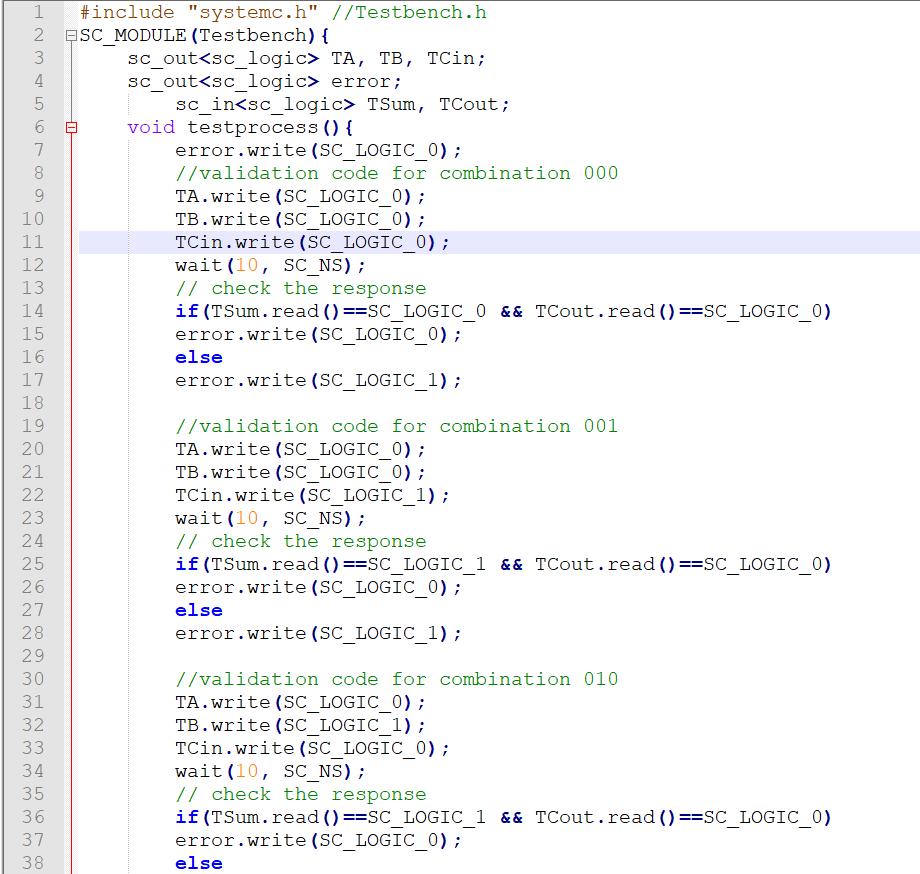 1 #include "systemc.h" //Testbench.h
2 SC_MODULE(Testbench){
3 sc_out<sc_logic> TA, TB, TCin;
4 sc_out<sc_logic> error;
5 sc_in<sc_logic> TSum, TCout;
6 void testprocess(){
7 error.write(SC_LOGIC_0);
8 //validation code for combination 000
9 TA.write(SC_LOGIC_0);
10 TB.write(SC_LOGIC_0);
11 TCin.write(SC_LOGIC_0);
12 wait(10, SC_NS);
13 // check the response
14 if(TSum.read()==SC_LOGIC_0 && TCout.read()==SC_LOGIC_0)
15 error.write(SC_LOGIC_0);
16 else
17 error.write(SC_LOGIC_1);
18
19 //validation code for combination 001
20 TA.write(SC_LOGIC_0);
21 TB.write(SC_LOGIC_0);
22 TCin.write(SC_LOGIC_1);
23 wait(10, SC_NS);
24 // check the response
25 if(TSum.read()==SC_LOGIC_1 && TCout.read()==SC_LOGIC_0)
26 error.write(SC_LOGIC_0);
27 else
28 error.write(SC_LOGIC_1);
29
30 //validation code for combination 010
31 TA.write(SC_LOGIC_0);
32 TB.write(SC_LOGIC_1);
33 TCin.write(SC_LOGIC_0);
34 wait(10, SC_NS);
35 // check the response
36 if(TSum.read()==SC_LOGIC_1 && TCout.read()==SC_LOGIC_0)
37 error.write(SC_LOGIC_0);
38 else